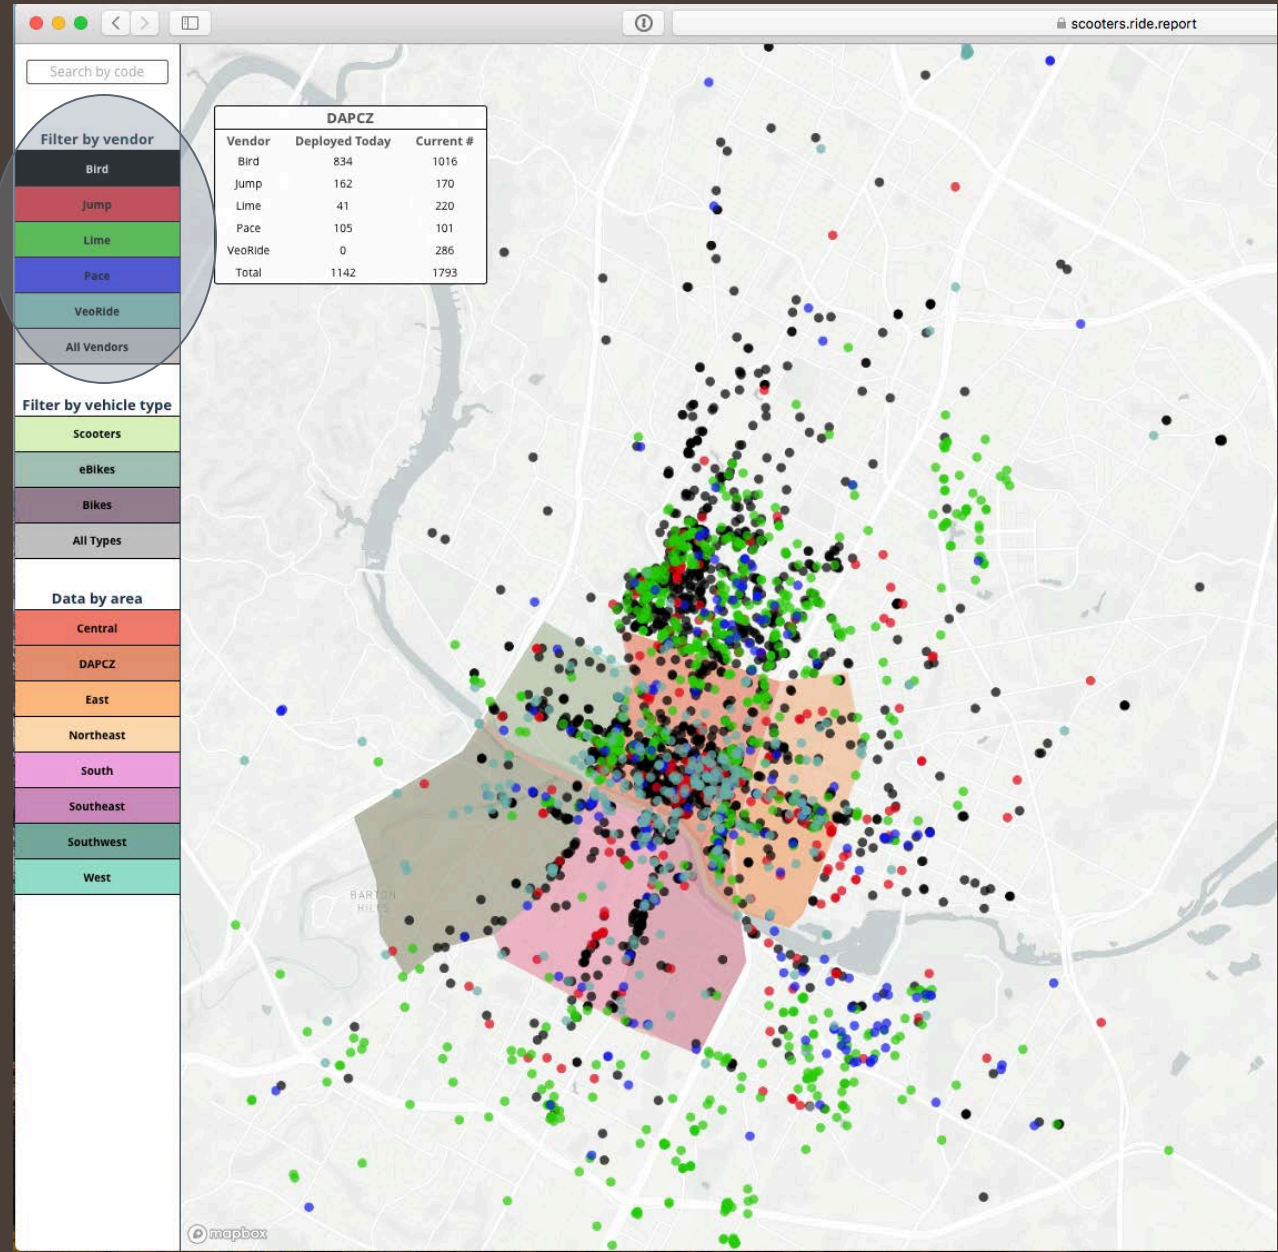 scooters.ride.report
Search by code
Filter by vendor
Bird
Jump
Lime
Pace
VeoRide
All Vendors
Filter by vehicle type
Scooters
eBikes
Bikes
All Types
Data by area
Central
DAPCZ
East
Northeast
South
Southeast
Southwest
West
DAPCZ
Vendor Deployed Today Current #
Bird 834 1016
Jump 162 170
Lime 41 220
Pace 105 101
VeoRide 0 286
Total 1142 1793
BARTON
HILLS
mapbox